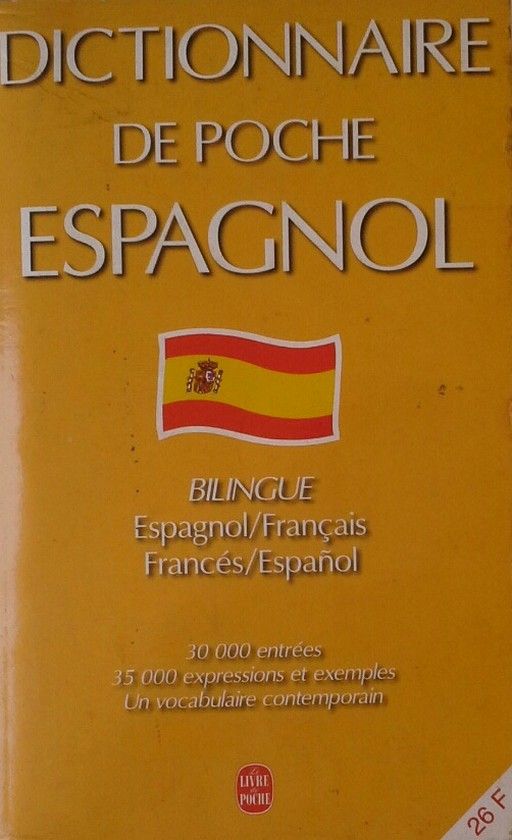 DICTIONNAIRE
DE POCHE
ESPAGNOL
BILINGUE
Espagnol/Français
Francés/Español
30 000 entrées
35 000 expressions et exemples
Un vocabulaire contemporain
Le
LIVRE
de
POCHE
26 F